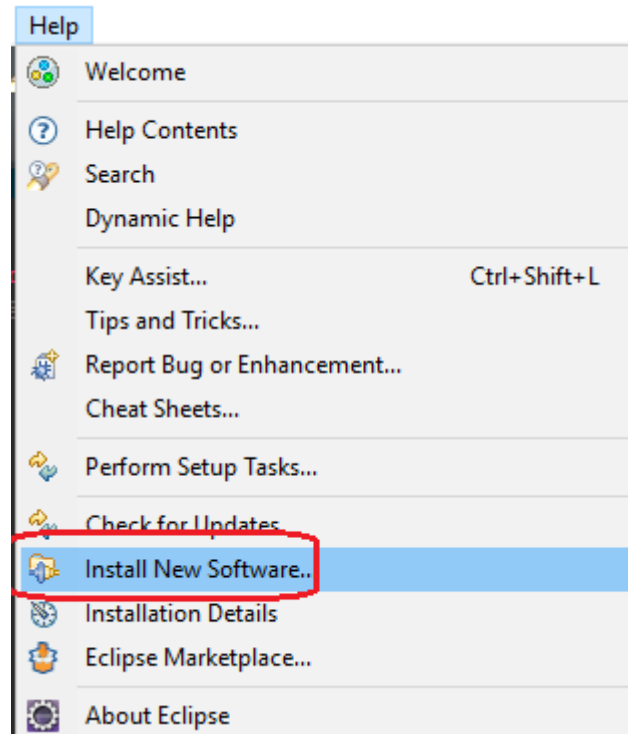 Help
Welcome
Help Contents
Search
Dynamic Help
Key Assist... Ctrl+Shift+L
Tips and Tricks...
Report Bug or Enhancement...
Cheat Sheets...
Perform Setup Tasks...
Check for Updates
Install New Software..
Installation Details
Eclipse Marketplace...
About Eclipse